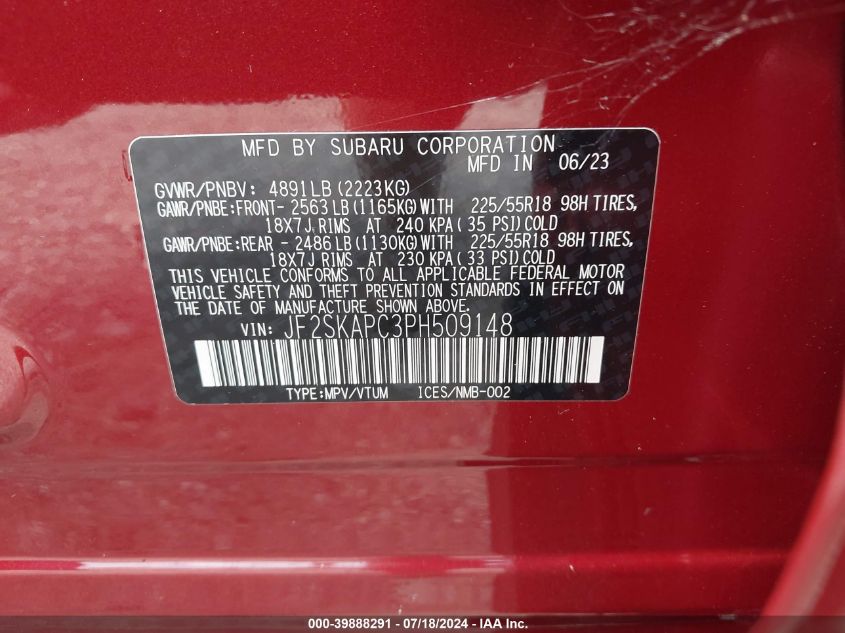 MFD BY SUBARU CORPORATION
MFD IN 06/23
GVWR/PNBV: 4891LB (2223KG)
GAWR/PNBE:FRONT- 2563 LB (1165KG) WITH 225/55R18 98H TIRES,
18X7J RIMS AT 240 KPA ( 35 PSI) COLD
GAWR/PNBE:REAR - 2486 LB (1130KG) WITH 225/55R18 98H TIRES,
18X7J RIMS AT 230 KPA ( 33 PSI) COLD
THIS VEHICLE CONFORMS TO ALL APPLICABLE FEDERAL MOTOR
VEHICLE SAFETY AND THEFT PREVENTION STANDARDS IN EFFECT ON
THE DATE OF MANUFACTURE SHOWN ABOVE.
VIN: JF2SKAPC3PH509148
TYPE:MPV/VTUM ICES/NMB-002
000-39888291 - 07/18/2024 - IAA Inc.